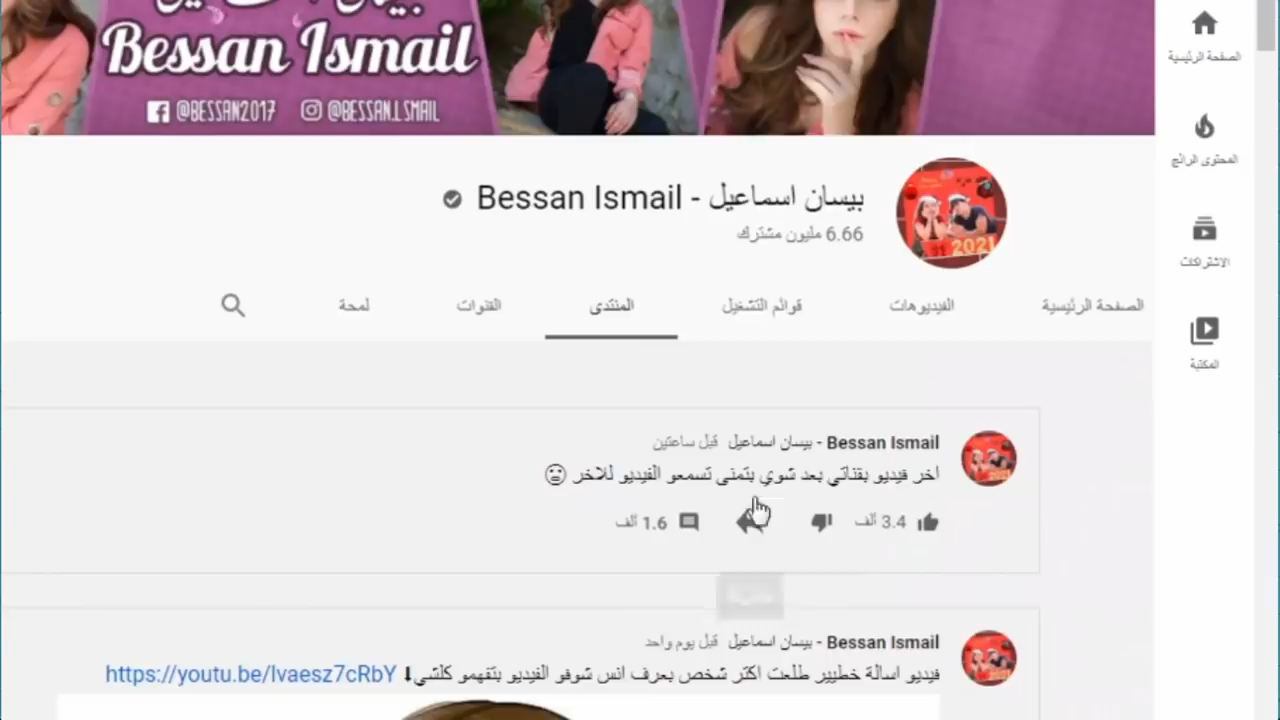 Bessan Ismail
@BESSAN2017 @BESSAN.I.SMAIL
الصفحة الرئيسية
المحتوى الرائج
الاشتراكات
المكتبة
بيسان اسماعيل - Bessan Ismail
6.66 مليون مشترك
2021
الصفحة الرئيسية الفيديوهات قوائم التشغيل المنتدى القنوات لمحة
Bessan Ismail - بيسان اسماعيل قبل ساعتين
اخر فيديو بقناتي بعد شوي بتمنى تسمعو الفيديو للاخر
3.4 ألف 1.6 ألف
Bessan Ismail - بيسان اسماعيل قبل يوم واحد
فيديو اسالة خطييير طلعت اكتر شخص بعرف انس شوفو الفيديو بتفهمو كلشي⬇ https://youtu.be/lvaesz7cRbY